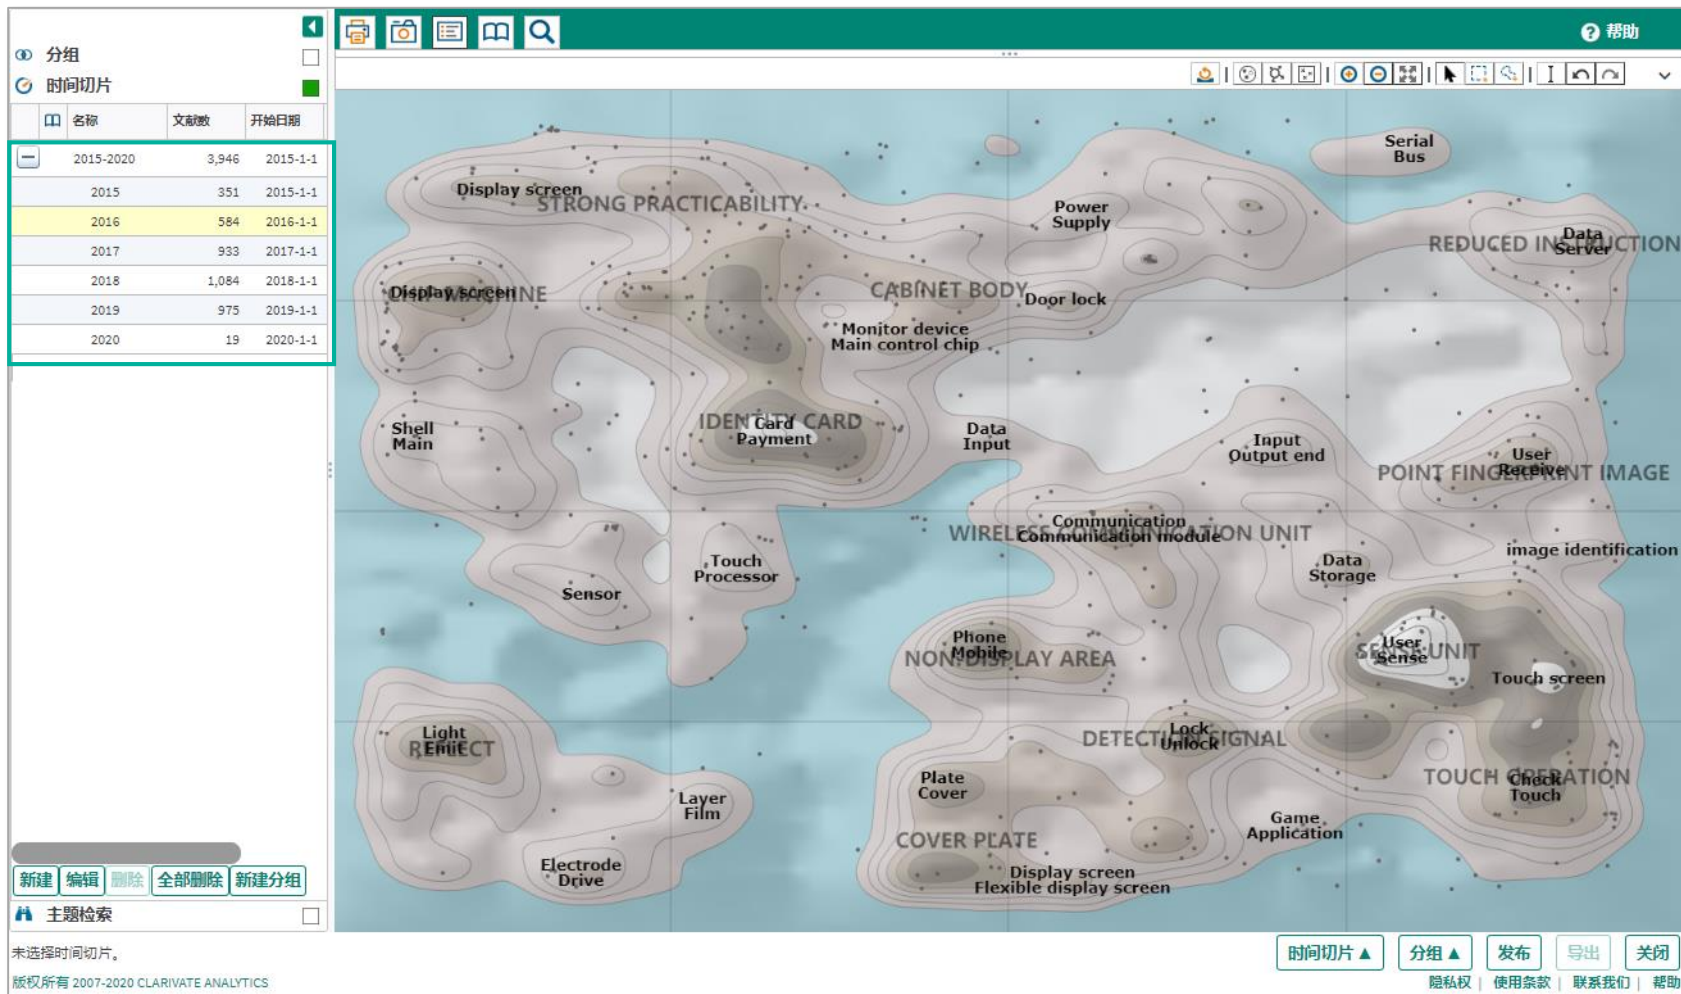 帮助
分组
时间切片
名称 文献数 开始日期
2015-2020 3,946 2015-1-1
2015 351 2015-1-1
2016 584 2016-1-1
2017 933 2017-1-1
2018 1,084 2018-1-1
2019 975 2019-1-1
2020 19 2020-1-1
Serial
Bus
Display screen
STRONG PRACTICABILITY
Power
Supply
Data
Server
REDUCED INSTRUCTION
Display screen
CABINET BODY
Door lock
Monitor device
Main control chip
IDENTITY CARD
Card
Payment
Shell
Main
Data
Input
Input
Output end
User
Receive
POINT FINGERPRINT IMAGE
Communication
Communication module
WIRELESS COMMUNICATION UNIT
image identification
Data
Storage
Touch
Processor
Sensor
Phone
Mobile
NON-DISPLAY AREA
User
Sense
SENSE UNIT
Touch screen
Light
Emit
REFLECT
Lock
Unlock
DETECTION SIGNAL
Plate
Cover
TOUCH OPERATION
Check
Touch
Layer
Film
Game
Application
COVER PLATE
Electrode
Drive
Display screen
Flexible display screen
新建 编辑 删除 全部删除 新建分组
主题检索
未选择时间切片。
时间切片▲ 分组▲ 发布 导出 关闭
版权所有 2007-2020 CLARIVATE ANALYTICS
隐私权 | 使用条款 | 联系我们 | 帮助